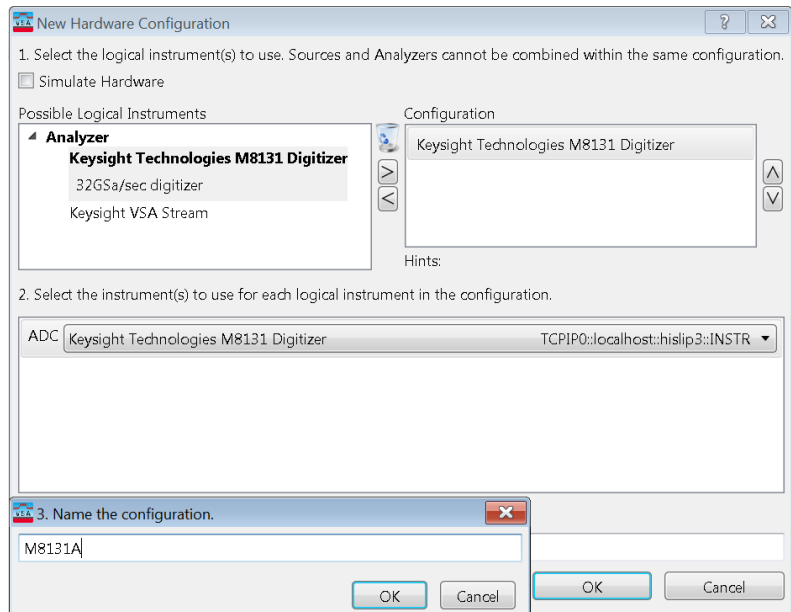 VSA New Hardware Configuration
1. Select the logical instrument(s) to use. Sources and Analyzers cannot be combined within the same configuration.
Simulate Hardware
Possible Logical Instruments
Configuration
Analyzer
Keysight Technologies M8131 Digitizer
Keysight Technologies M8131 Digitizer
32GSa/sec digitizer
Keysight VSA Stream
Hints:
2. Select the instrument(s) to use for each logical instrument in the configuration.
ADC Keysight Technologies M8131 Digitizer TCPIP0::localhost::hislip3::INSTR
VSA 3. Name the configuration.
M8131A
OK Cancel
OK Cancel